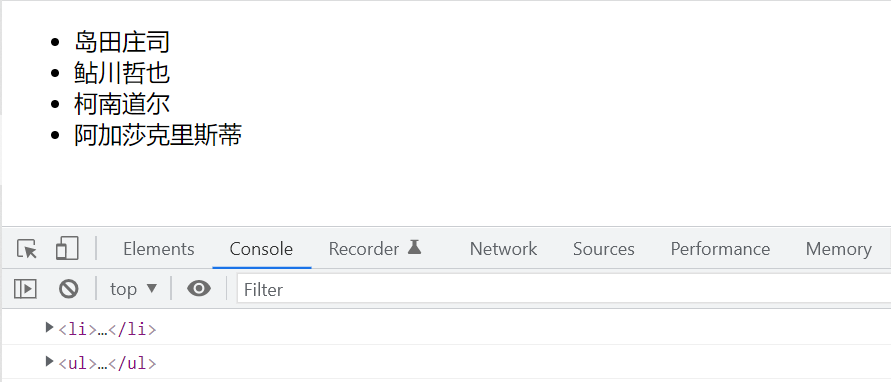 岛田庄司
鲇川哲也
柯南道尔
阿加莎克里斯蒂
Elements Console Recorder Network Sources Performance Memory
top Filter
<li>…</li>
<ul>…</ul>